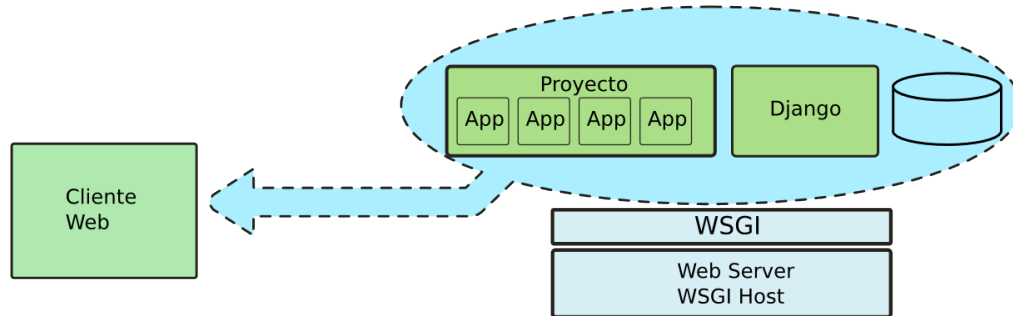 Proyecto
App App App App
Django
Cliente
Web
WSGI
Web Server
WSGI Host